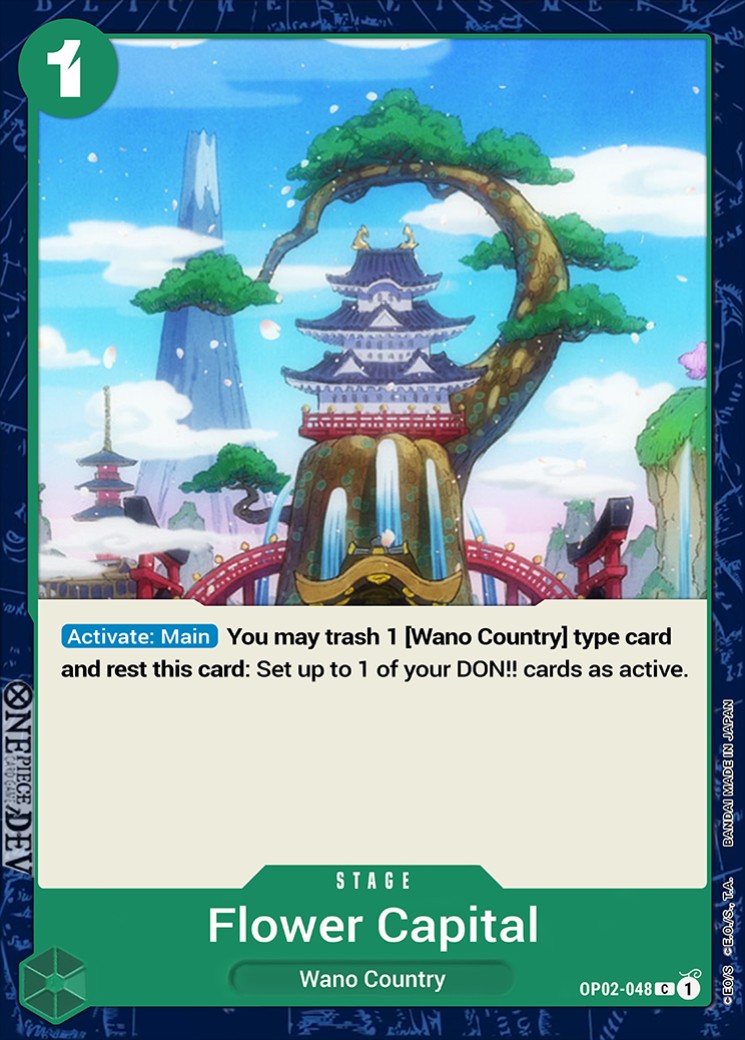 1
Activate: Main You may trash 1 [Wano Country] type card
and rest this card: Set up to 1 of your DON!! cards as active.
STAGE
Flower Capital
Wano Country
OP02-048 C 1
ONE PIECE
CARD GAME
DEV
©EO/S ©E.O./S., T.A. BANDAI MADE IN JAPAN